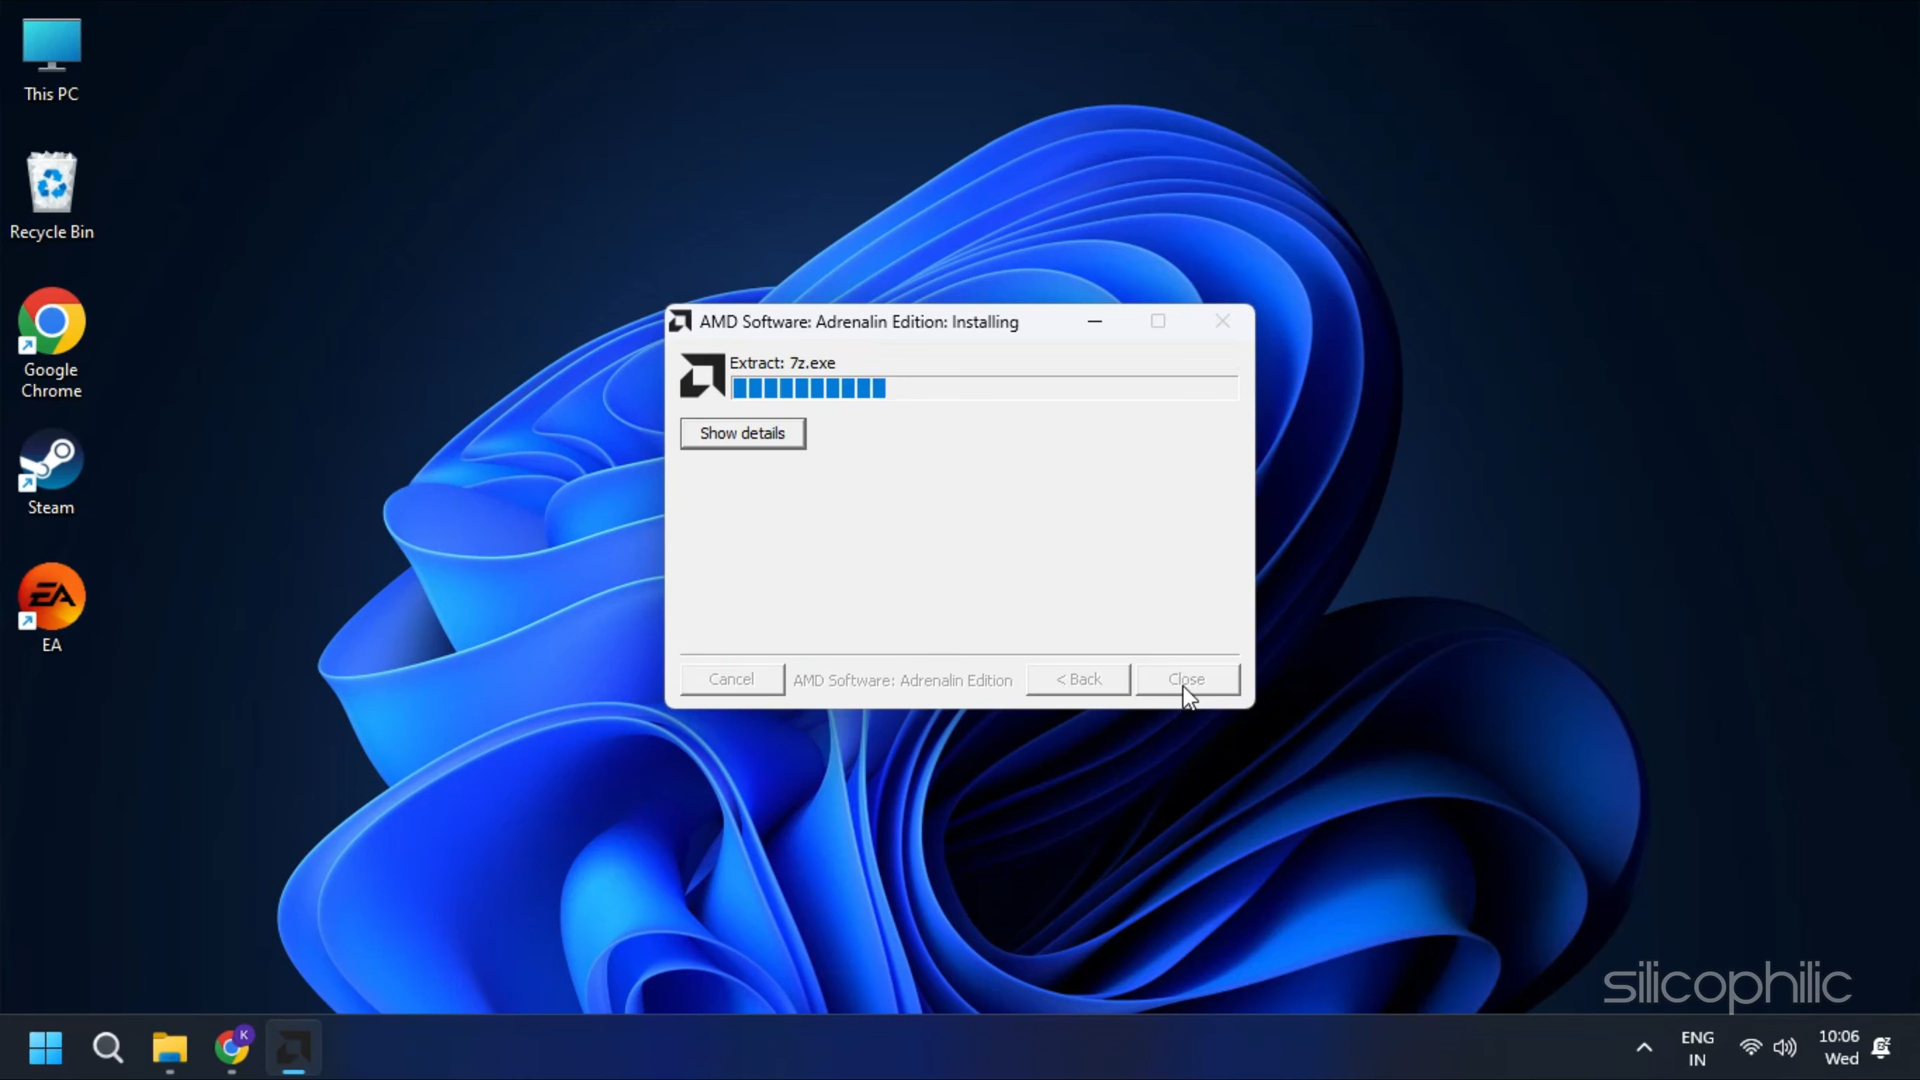 This PC
Recycle Bin
Google
Chrome
Steam
EA
EA
AMD Software: Adrenalin Edition: Installing
Extract: 7z.exe
Show details
Cancel
AMD Software: Adrenalin Edition
< Back
Close
silicophilic
K
ENG
IN
10:06
Wed